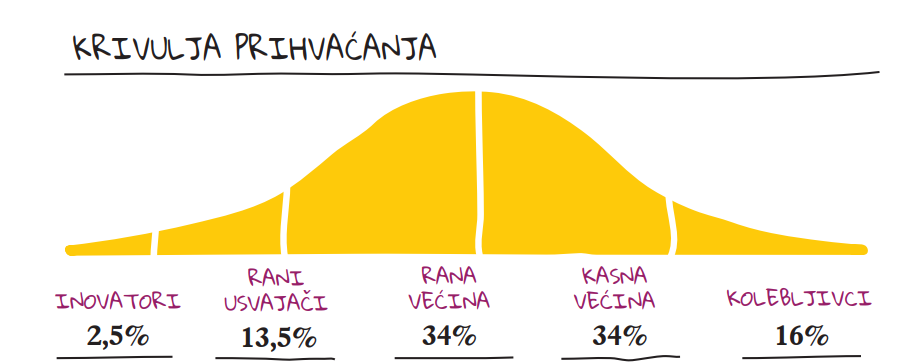 KRIVULJA PRIHVAĆANJA
INOVATORI
2,5%
RANI
USVAJAČI
13,5%
RANA
VEĆINA
34%
KASNA
VEĆINA
34%
KOLEBLJIVCI
16%